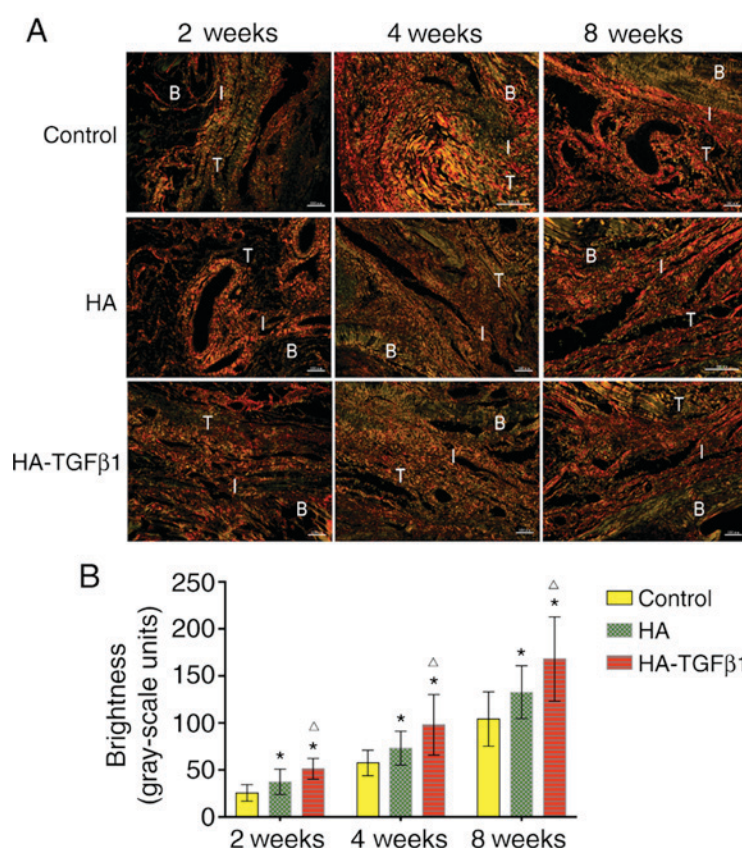 A
2 weeks 4 weeks 8 weeks
Control
B I T
B I T
B I T
HA
T I B
T I B
B I T
HA-TGFβ1
T I B
B I T
T I B
B
Brightness
(gray-scale units)
250
200
150
100
50
0
* * △
* * △
* * △
2 weeks 4 weeks 8 weeks
Control
HA
HA-TGFβ1